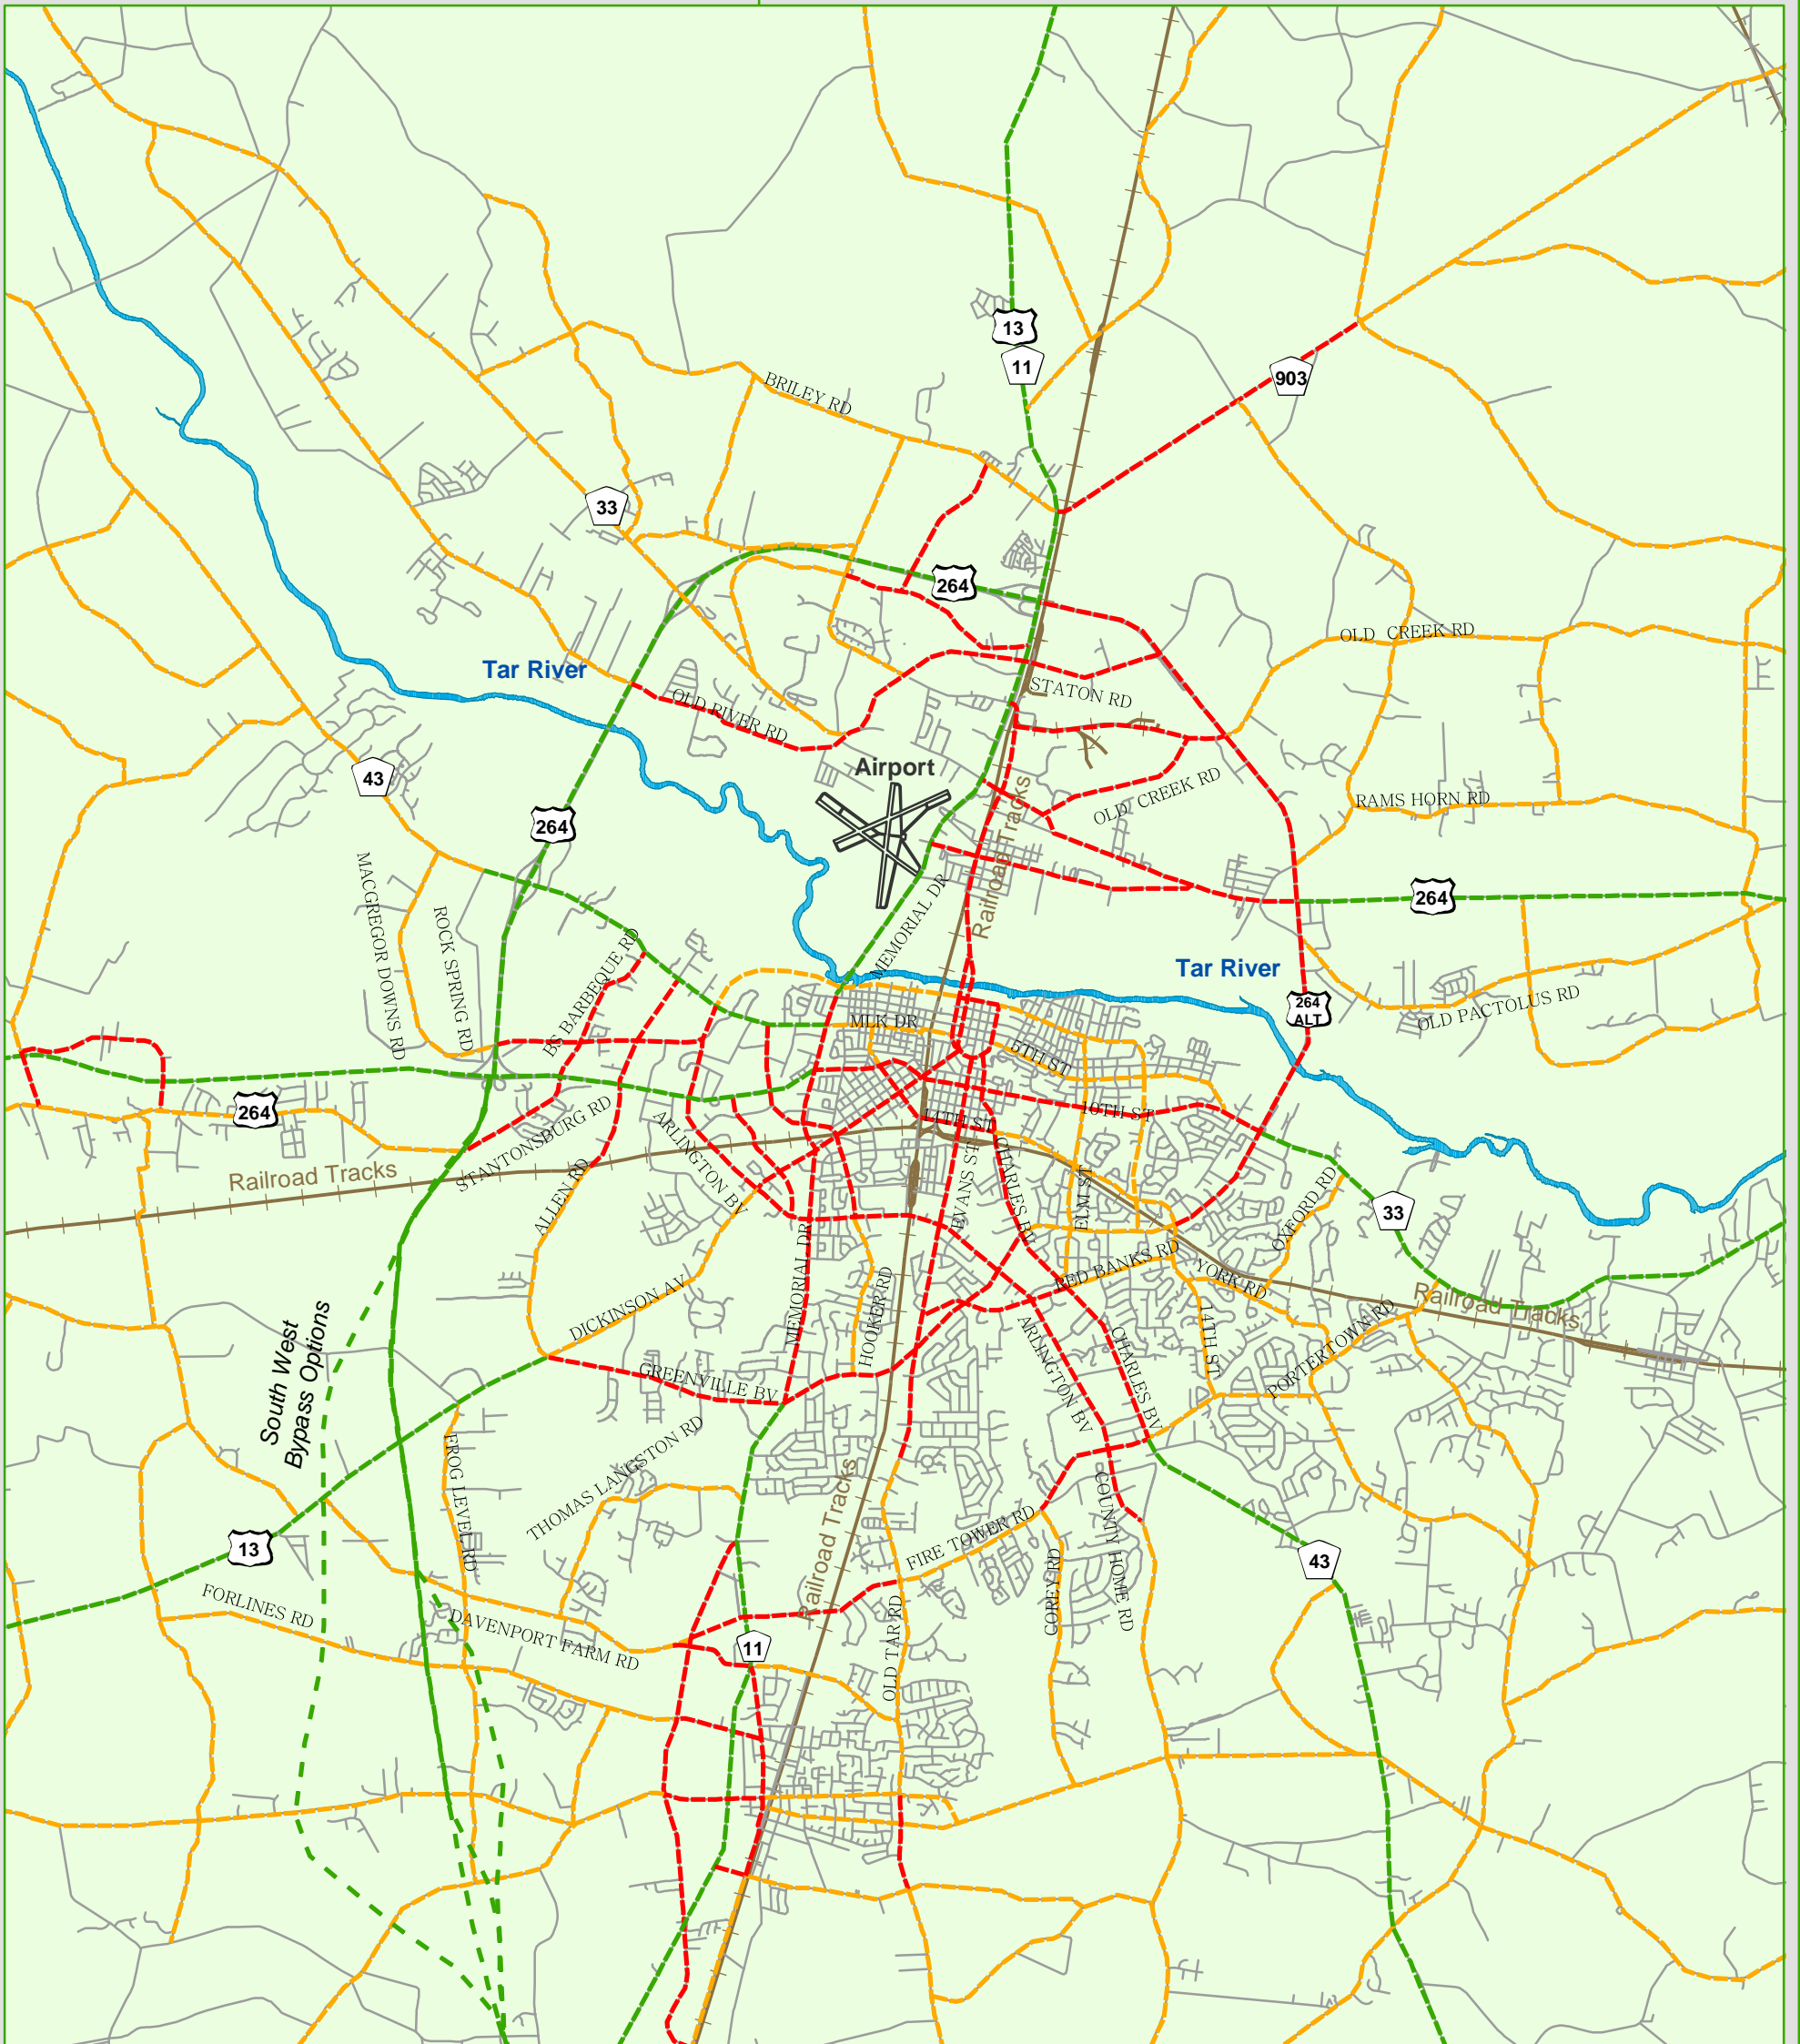 13
11
903
BRILEY RD
33
264
OLD CREEK RD
Tar River
STATON RD
OLD RIVER RD
Airport
43
264
OLD CREEK RD
RAMS HORN RD
Railroad Tracks
MACGREGOR DOWNS RD
ROCK SPRING RD
MEMORIAL DR
264
BS BARBEQUE RD
Tar River
264
ALT
OLD PACTOLUS RD
MLK DR
5TH ST
264
10TH ST
14TH ST
STANTONSBURG RD
ARLINGTON BV
Railroad Tracks
ALLEN RD
EVANS ST
CHARLES BV
ELM ST
OXFORD RD
33
RED BANKS RD
YORK RD
MEMORIAL DR
HOOKER RD
DICKINSON AV
Railroad Tracks
South West
Bypass Options
14TH ST
PORTERTOWN RD
ARLINGTON BV
CHARLES BV
GREENVILLE BV
THOMAS LANGSTON RD
FROG LEVEL RD
Railroad Tracks
COUNTY HOME RD
FIRE TOWER RD
13
43
COREY RD
FORLINES RD
DAVENPORT FARM RD
11
OLD TAR RD